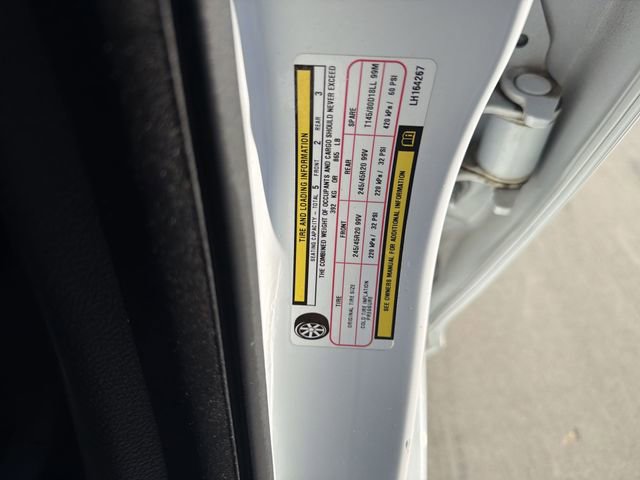 TIRE AND LOADING INFORMATION
SEATING CAPACITY - TOTAL 5 FRONT 2 REAR 3
THE COMBINED WEIGHT OF OCCUPANTS AND CARGO SHOULD NEVER EXCEED
392 KG OR 865 LB
TIRE FRONT REAR SPARE
ORIGINAL TIRE SIZE 245/45R20 99V 245/45R20 99V T145/80D18LL 99M
COLD TIRE INFLATION PRESSURE 220 kPa / 32 PSI 220 kPa / 32 PSI 420 kPa / 60 PSI
SEE OWNERS MANUAL FOR ADDITIONAL INFORMATION
LH164267